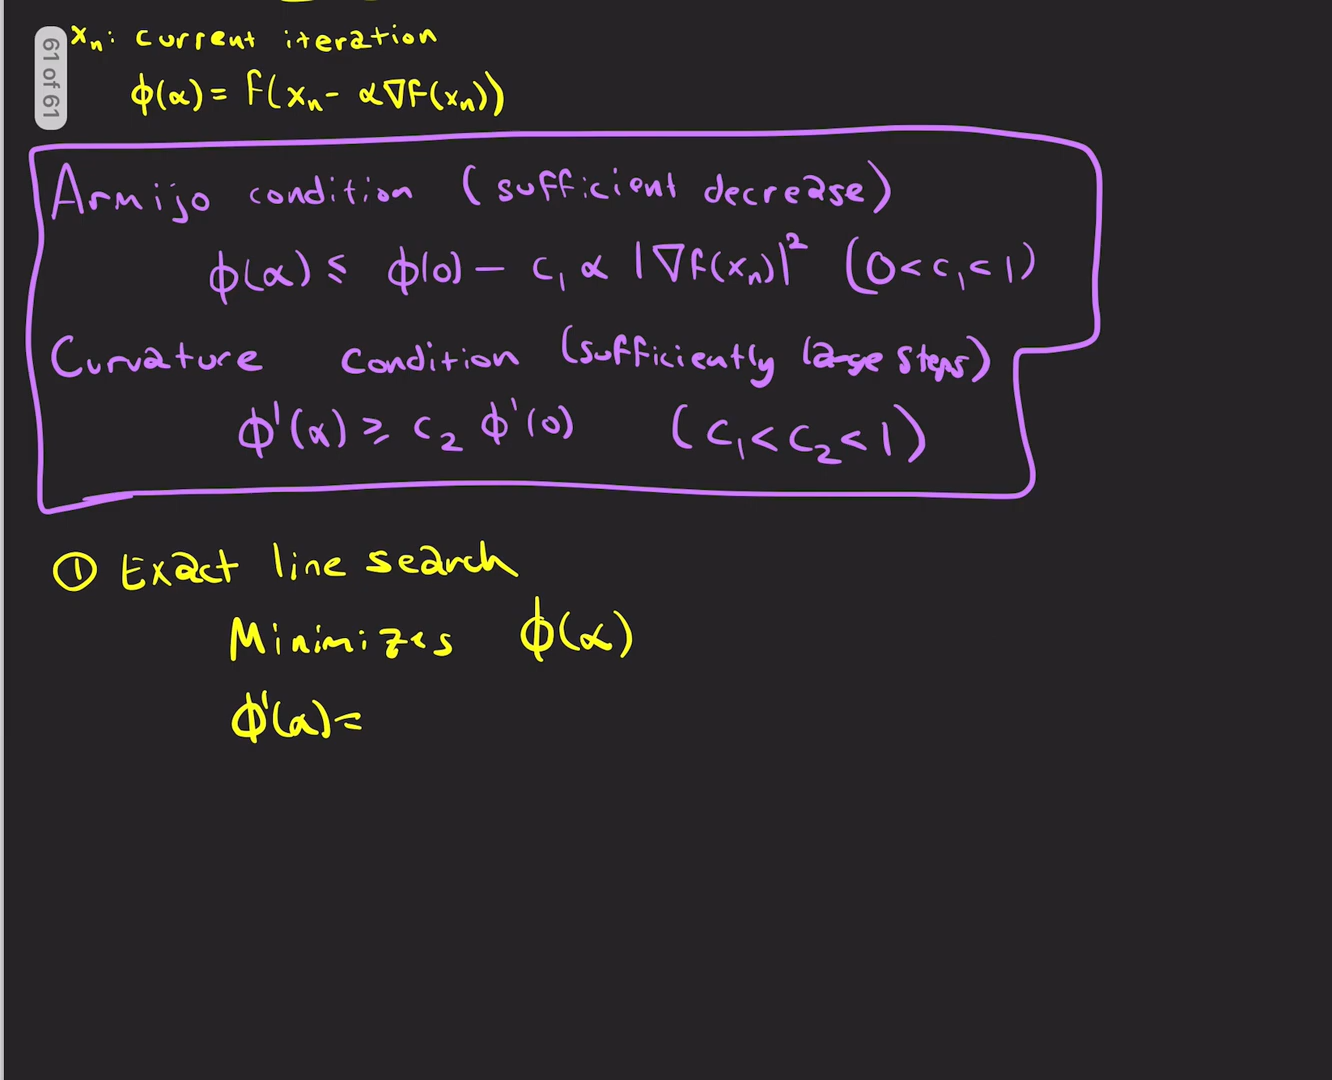 61 of 61
xₙ: current iteration
ϕ(α) = f(xₙ - α∇f(xₙ))
Armijo condition (sufficient decrease)
ϕ(α) ≤ ϕ(0) - c₁ α |∇f(xₙ)|² (0<c₁<1)
Curvature condition (sufficiently large steps)
ϕ'(α) ≥ c₂ ϕ'(0) (c₁<c₂<1)
① Exact line search
Minimizes ϕ(α)
ϕ'(α)=